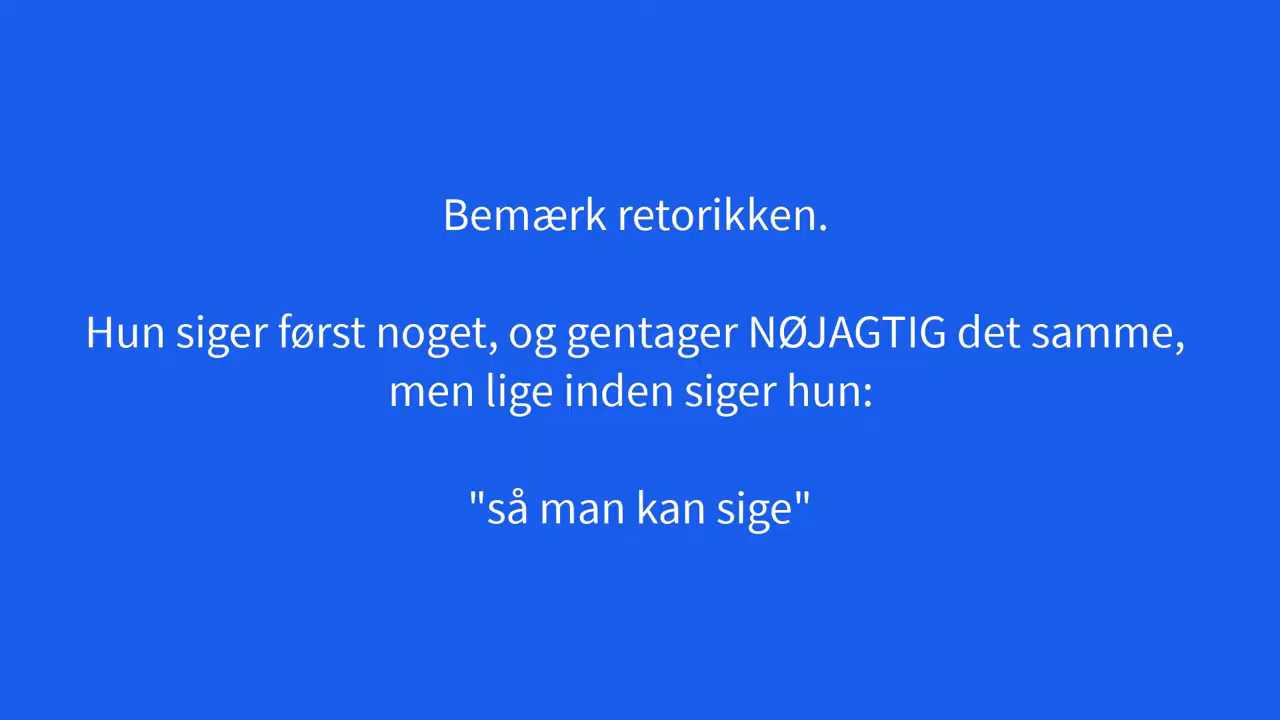 Bemærk retorikken.
Hun siger først noget, og gentager NØJAGTIG det samme,
men lige inden siger hun:
"så man kan sige"